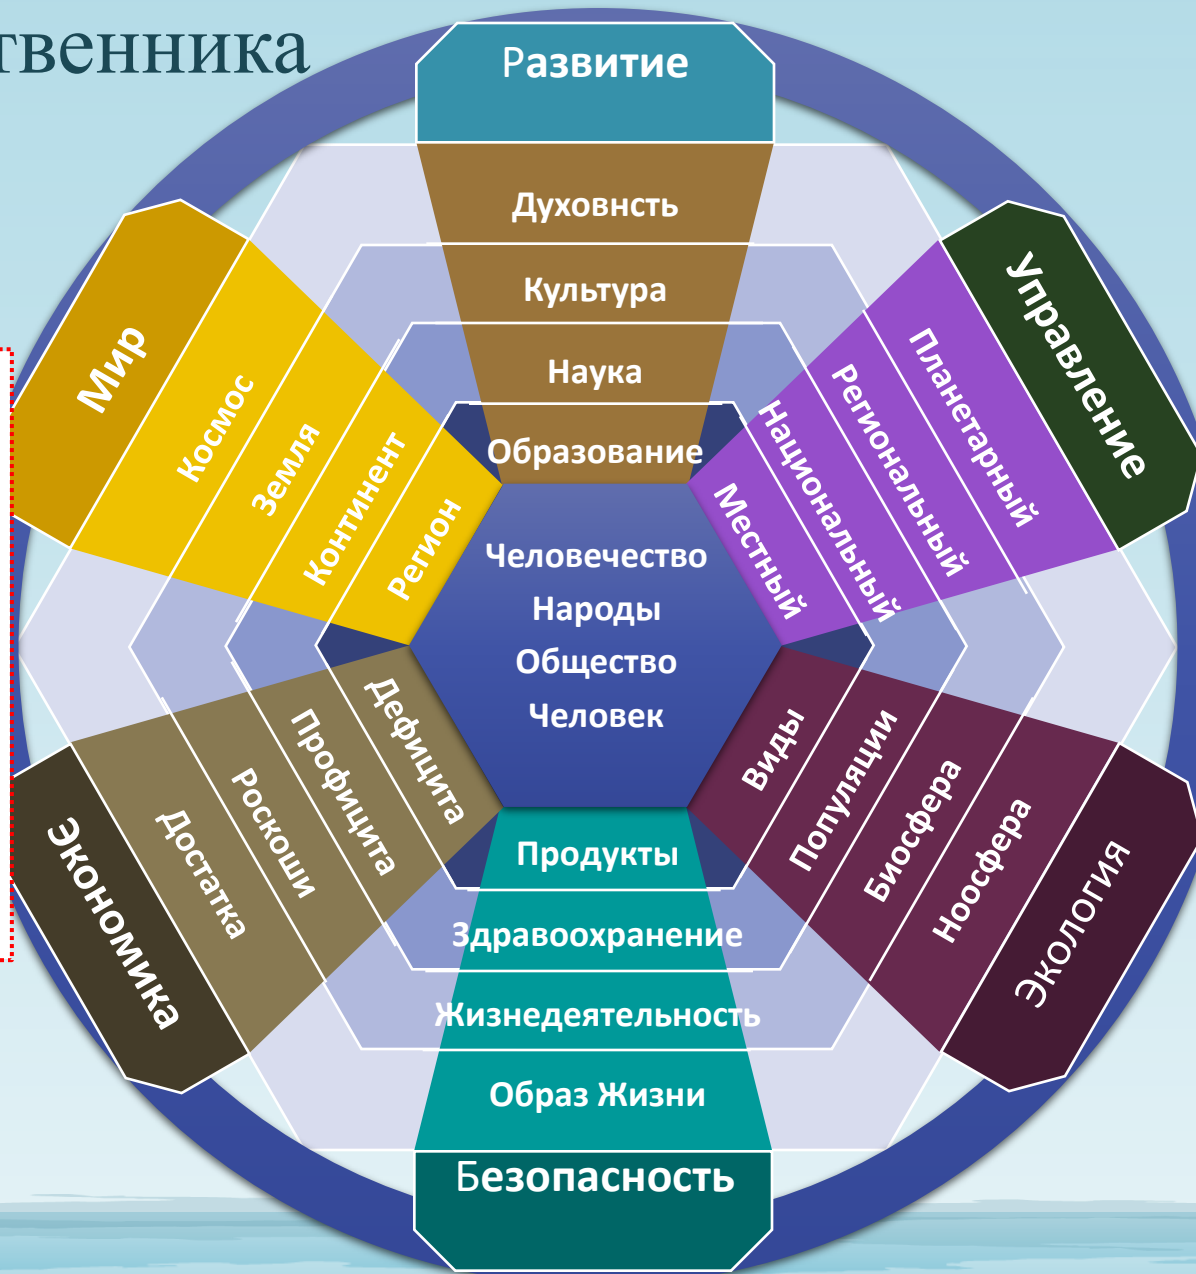 твенника
Развитие
Духовнсть
Культура
Наука
Образование
Управление
Планетарный
Региональный
Национальный
Местный
Мир
Космос
Земля
Континент
Регион
Человечество
Народы
Общество
Человек
Экономика
Достатка
Роскоши
Профицита
Дефицита
Виды
Популяции
Биосфера
Ноосфера
Экология
Продукты
Здравоохранение
Жизнедеятельность
Образ Жизни
Безопасность